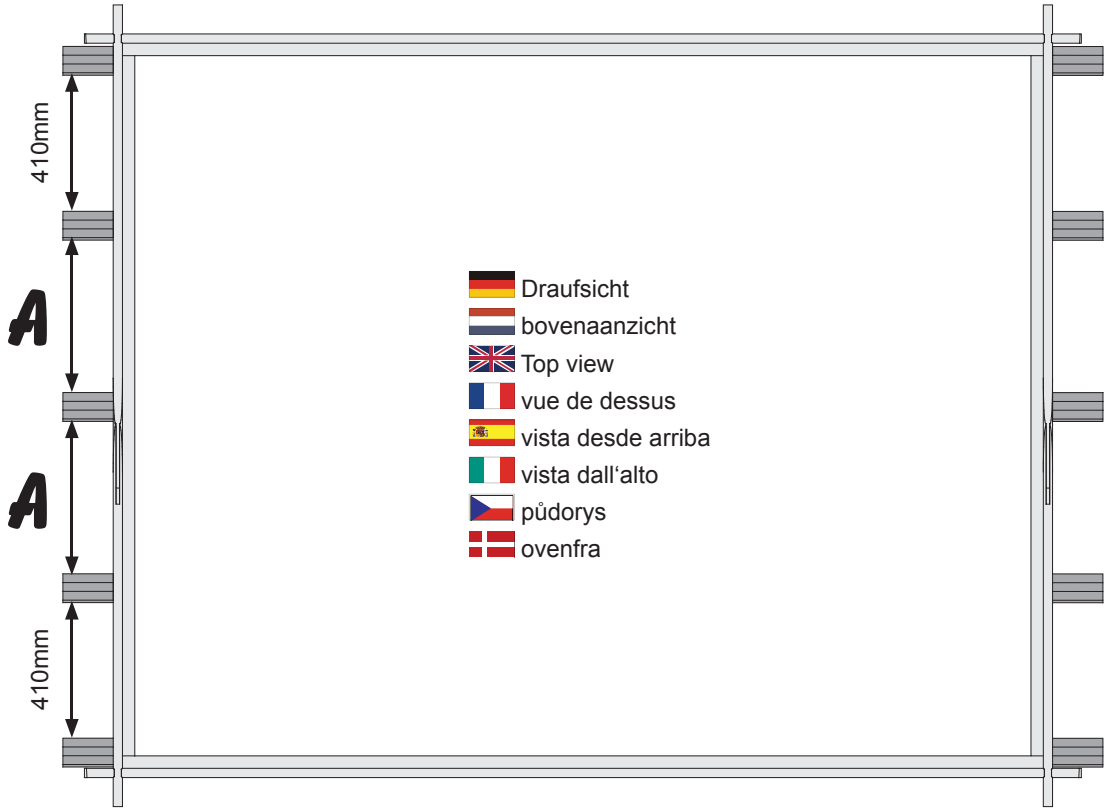 410mm
A
Draufsicht
bovenaanzicht
Top view
vue de dessus
vista desde arriba
vista dall‘alto
půdorys
ovenfra
A
410mm